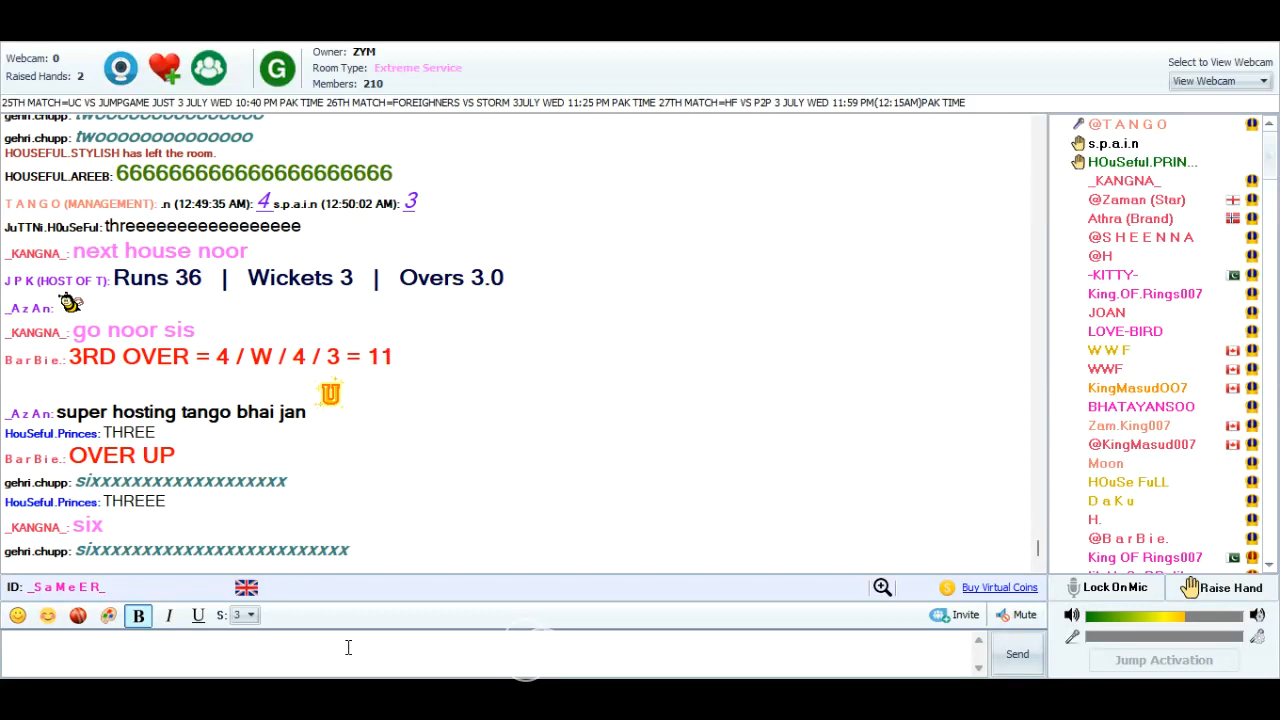 Webcam: 0
Raised Hands: 2
G
Owner: ZYM
Room Type: Extreme Service
Members: 210
Select to View Webcam
View Webcam
25TH MATCH=UC VS JUMPGAME JUST 3 JULY WED 10:40 PM PAK TIME 26TH MATCH=FOREIGHNERS VS STORM 3JULY WED 11:25 PM PAK TIME 27TH MATCH=HF VS P2P 3 JULY WED 11:59 PM(12:15AM)PAK TIME
gehri.chupp: twooooooooooooooo
gehri.chupp: twoooooooooooooo
HOUSEFUL.STYLISH has left the room.
HOUSEFUL.AREEB: 666666666666666666666
T A N G O (MANAGEMENT): .n (12:49:35 AM): 4 s.p.a.i.n (12:50:02 AM): 3
JuTTNi.H0uSeFuL: threeeeeeeeeeeeeeeee
_KANGNA_: next house noor
J P K (HOST OF T): Runs 36 | Wickets 3 | Overs 3.0
_A z A n:
_KANGNA_: go noor sis
B a r B i e.: 3RD OVER = 4 / W / 4 / 3 = 11
U
_A z A n: super hosting tango bhai jan
HouSeful.Princes: THREE
B a r B i e.: OVER UP
gehri.chupp: sixxxxxxxxxxxxxxxxxxx
HouSeful.Princes: THREEE
_KANGNA_: six
gehri.chupp: sixxxxxxxxxxxxxxxxxxxxxxxxx
@T A N G O
s.p.a.i.n
HOuSeful.PRIN...
_KANGNA_
@Zaman (Star)
Athra (Brand)
@S H E E N N A
@H
-KITTY-
King.OF.Rings007
JOAN
LOVE-BIRD
W W F
WWF
KingMasudOO7
BHATAYANSOO
Zam.King007
@KingMasud007
Moon
HOuSe FuLL
D a K u
H.
@B a r B i e.
King OF Rings007
ID: _S a M e E R_
Buy Virtual Coins
Lock On Mic
Raise Hand
B I U S: 3
Invite
Mute
Send
Jump Activation